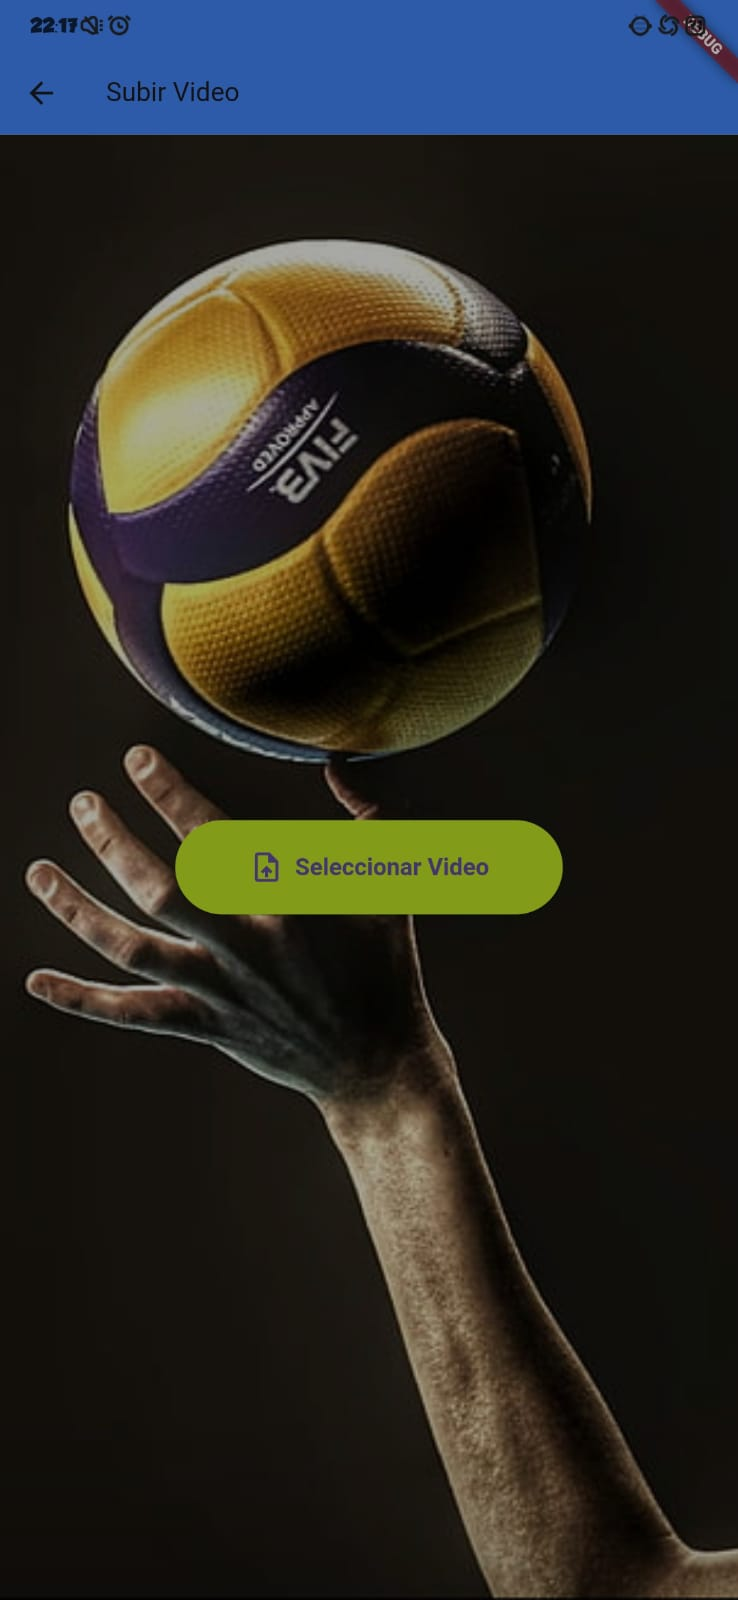 22:17
DEBUG
Subir Video
APPROVED
FIVB
Seleccionar Video